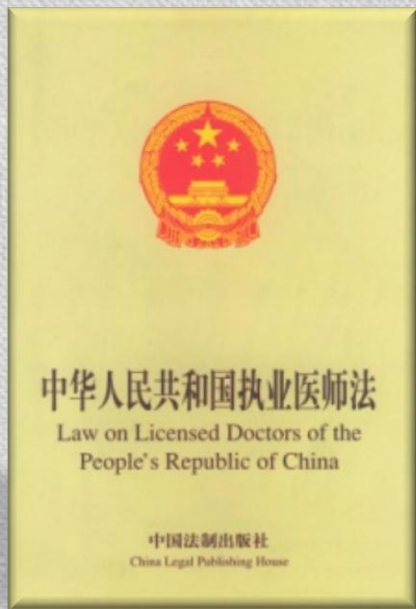 中华人民共和国执业医师法
Law on Licensed Doctors of the
People's Republic of China
中国法制出版社
China Legal Publishing House